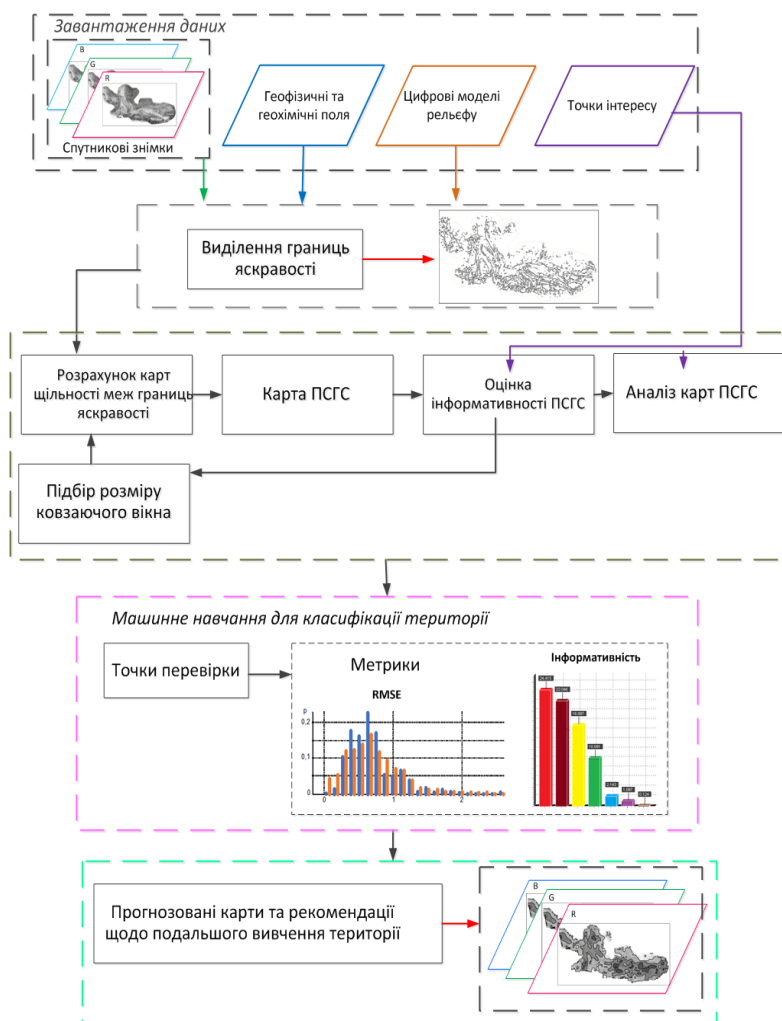 Завантаження даних
B
G
R
Спутникові знімки
Геофізичні та
геохімічні поля
Цифрові моделі
рельєфу
Точки інтересу
Виділення границь
яскравості
Розрахунок карт
щільності меж границь
яскравості
Карта ПСГС
Оцінка
інформативності ПСГС
Аналіз карт ПСГС
Підбір розміру
ковзаючого вікна
Машинне навчання для класифікації території
Точки перевірки
Метрики
RMSE
P
0,2
0,1
0
0
1
2
Інформативність
Прогнозовані карти та рекомендації
щодо подальшого вивчення території
B
G
R